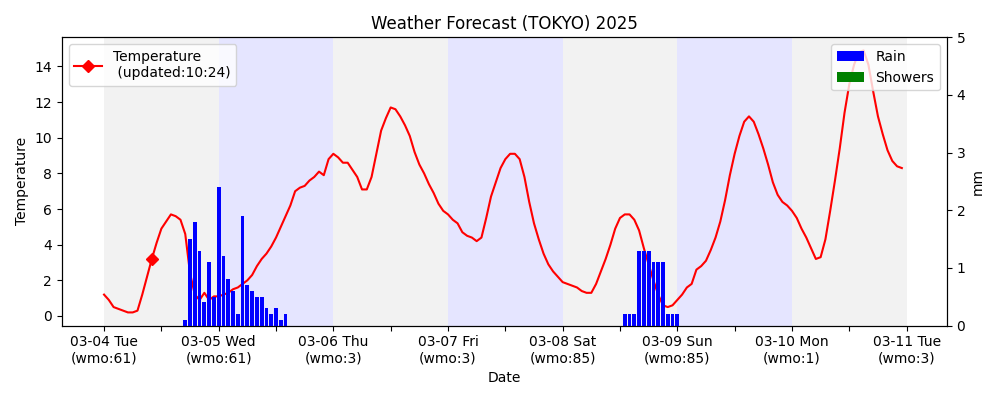 Weather Forecast (TOKYO) 2025
Temperature
(updated:10:24)
Rain
Showers
Temperature
14
12
10
8
6
4
2
0
5
4
3
2
1
0
mm
03-04 Tue
(wmo:61)
03-05 Wed
(wmo:61)
03-06 Thu
(wmo:3)
03-07 Fri
(wmo:3)
03-08 Sat
(wmo:85)
03-09 Sun
(wmo:85)
03-10 Mon
(wmo:1)
03-11 Tue
(wmo:3)
Date